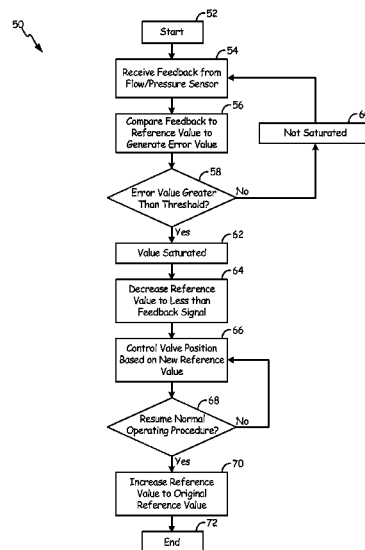 50
52
Start
54
Receive Feedback from
Flow/Pressure Sensor
56
Compare Feedback to
Reference Value to
Generate Error Value
Not Saturated
58
Error Value Greater
Than Threshold?
No
Yes
62
Value Saturated
64
Decrease Reference
Value to Less than
Feedback Signal
66
Control Valve Position
Based on New Reference
Value
68
Resume Normal
Operating Procedure?
No
Yes
70
Increase Reference
Value to Original
Reference Value
72
End